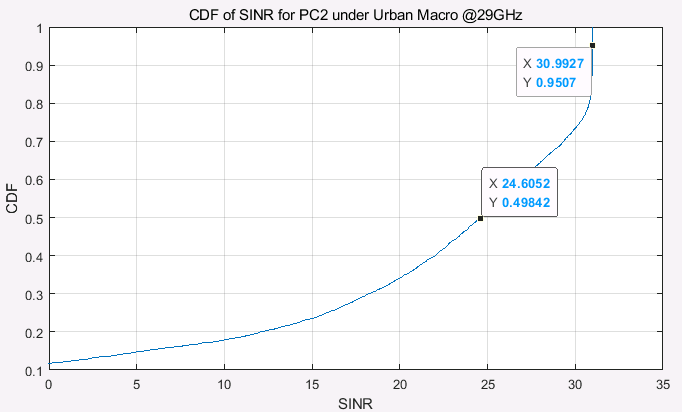 CDF of SINR for PC2 under Urban Macro @29GHz
1
0.9
0.8
0.7
0.6
0.5
0.4
0.3
0.2
0.1
CDF
X 30.9927
Y 0.9507
X 24.6052
Y 0.49842
0 5 10 15 20 25 30 35
SINR